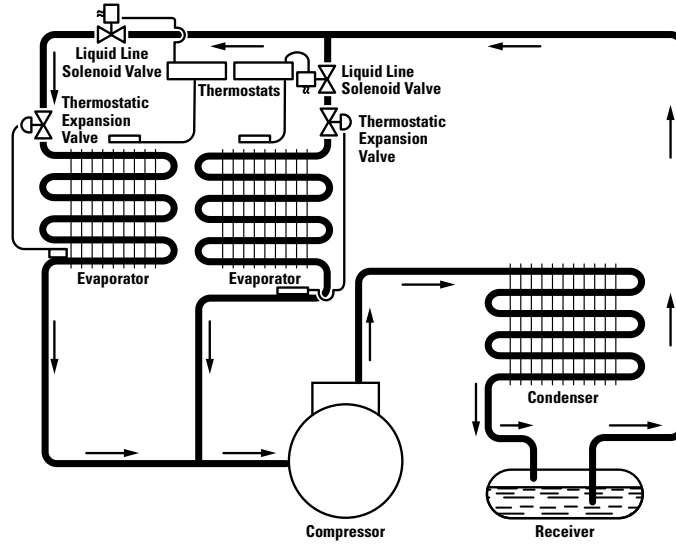 Liquid Line
Solenoid Valve
Thermostats
Liquid Line
Solenoid Valve
Thermostatic
Expansion
Valve
Thermostatic
Expansion
Valve
Evaporator
Evaporator
Condenser
Compressor
Receiver